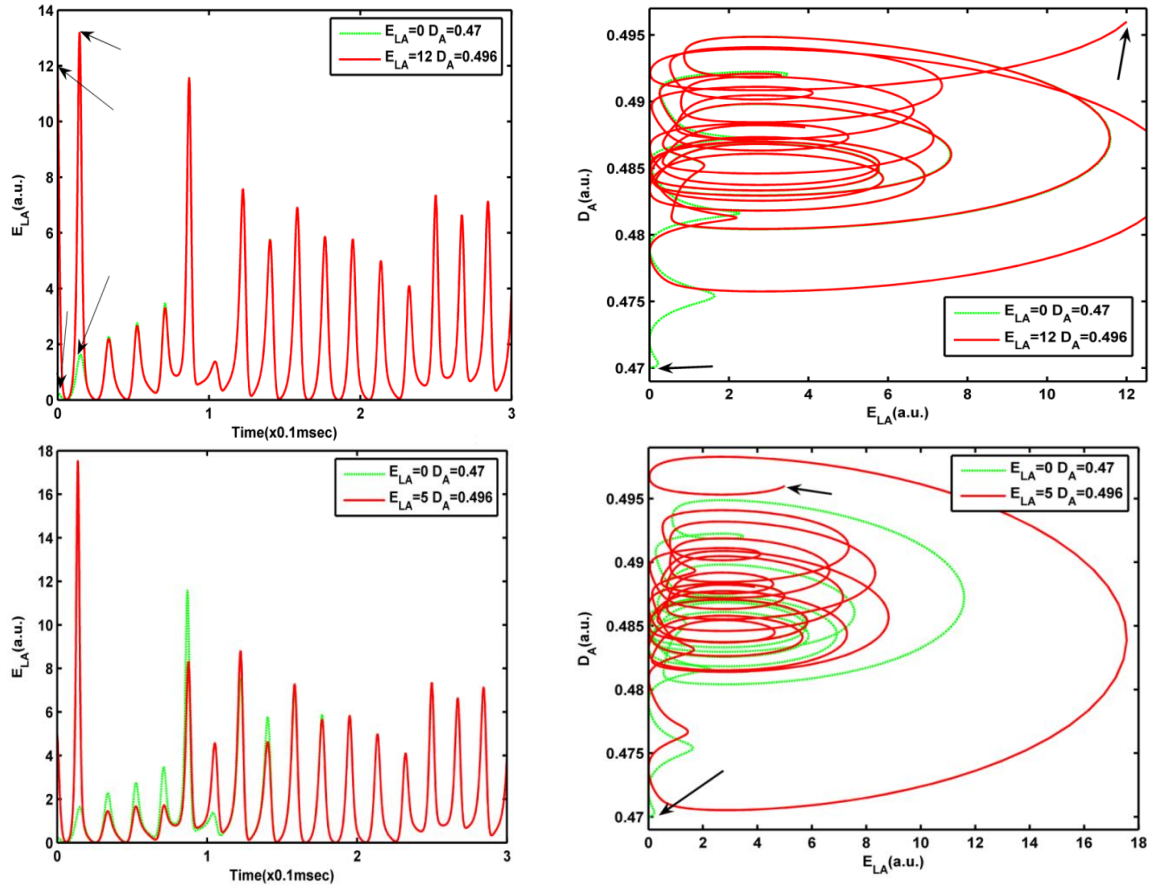 14
12
10
8
6
4
2
0
E_LA(a.u.)
E_LA=0 D_A=0.47
E_LA=12 D_A=0.496
0 1 2 3
Time(x0.1msec)
0.495
0.49
0.485
0.48
0.475
0.47
D_A(a.u.)
E_LA=0 D_A=0.47
E_LA=12 D_A=0.496
0 2 4 6 8 10 12
E_LA(a.u.)
18
16
14
12
10
8
6
4
2
0
E_LA(a.u.)
E_LA=0 D_A=0.47
E_LA=5 D_A=0.496
0 1 2 3
Time(x0.1msec)
0.495
0.49
0.485
0.48
0.475
0.47
D_A(a.u.)
E_LA=0 D_A=0.47
E_LA=5 D_A=0.496
0 2 4 6 8 10 12 14 16 18
E_LA(a.u.)